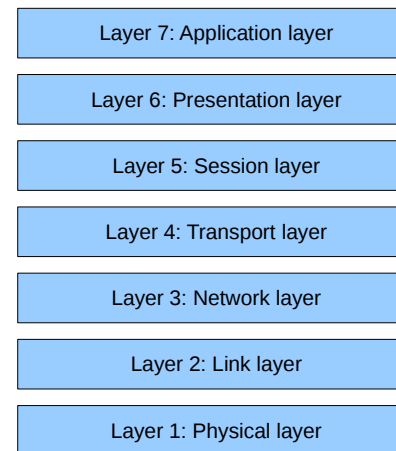 Layer 7: Application layer
Layer 6: Presentation layer
Layer 5: Session layer
Layer 4: Transport layer
Layer 3: Network layer
Layer 2: Link layer
Layer 1: Physical layer